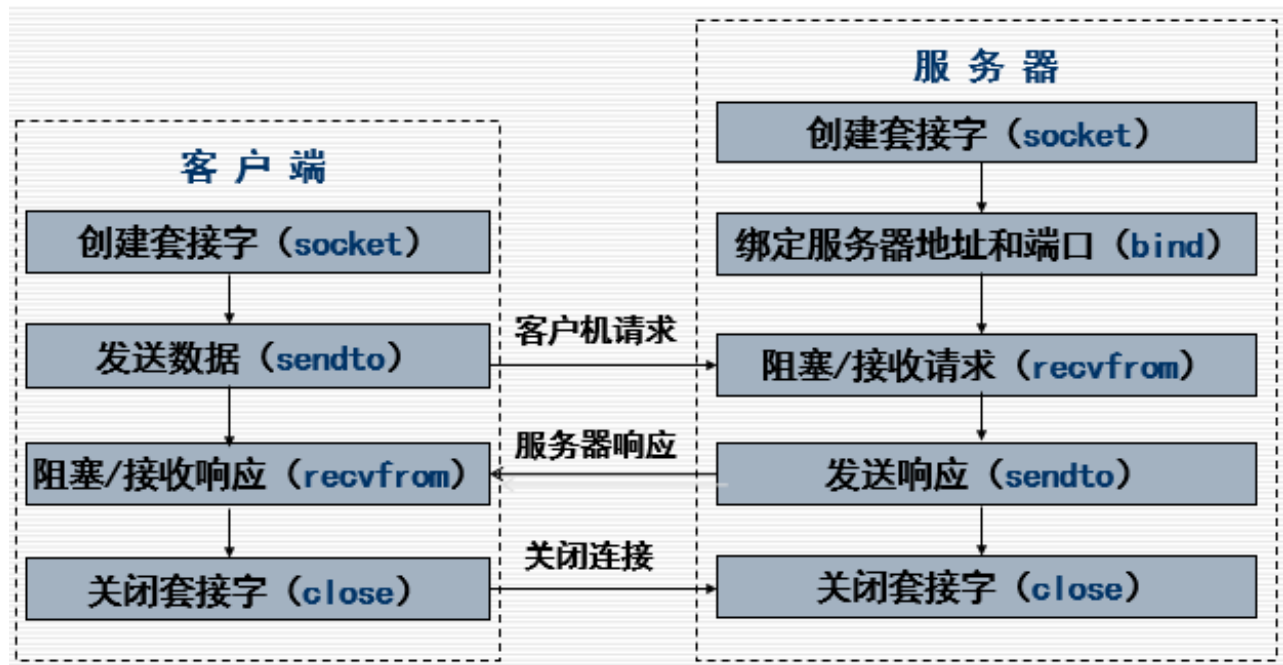 客 户 端
创建套接字（socket）
发送数据（sendto）
阻塞/接收响应（recvfrom）
关闭套接字（close）
客户机请求
服务器响应
关闭连接
服 务 器
创建套接字（socket）
绑定服务器地址和端口（bind）
阻塞/接收请求（recvfrom）
发送响应（sendto）
关闭套接字（close）